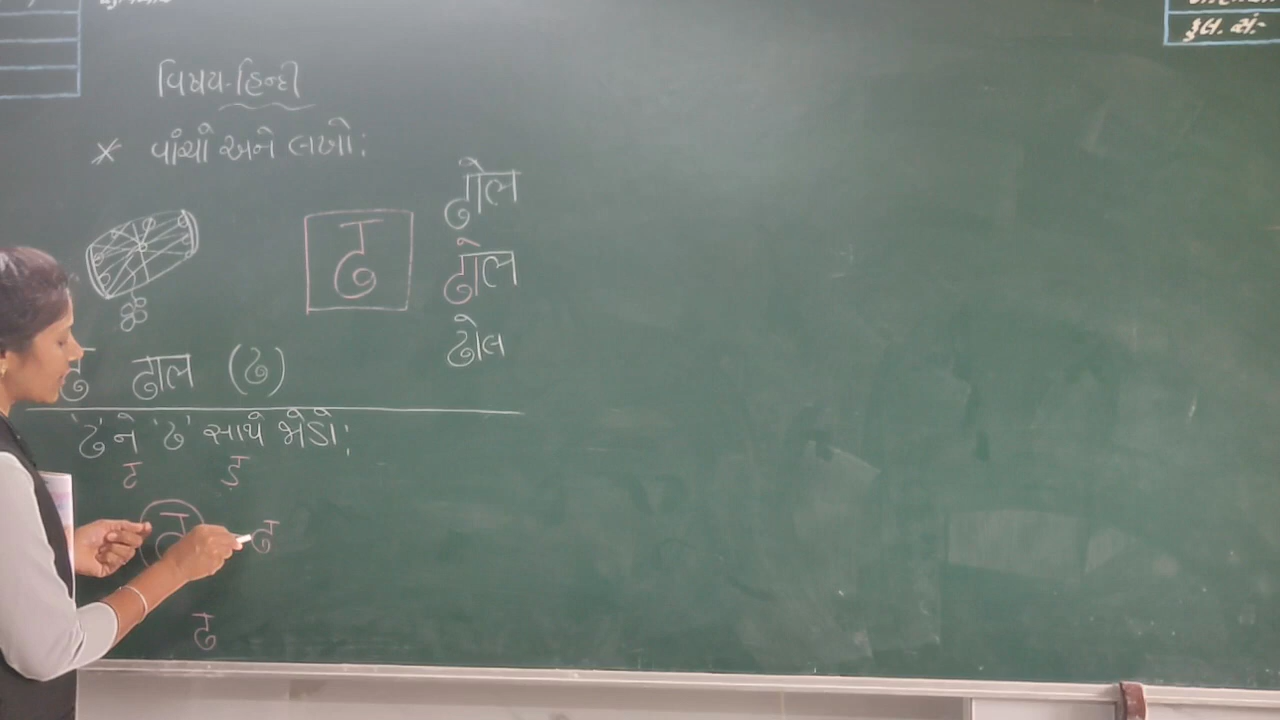 કુલ. સં:-
વિષય-હિન્દી
* વાંચો અને લખો:
ढोल
ढ
ढोल
ઢોલ
ढ ढाल (ઢ)
'ढ' ને 'ढ' સાથે જોડો:
ट ड
ढ ढ
ढ